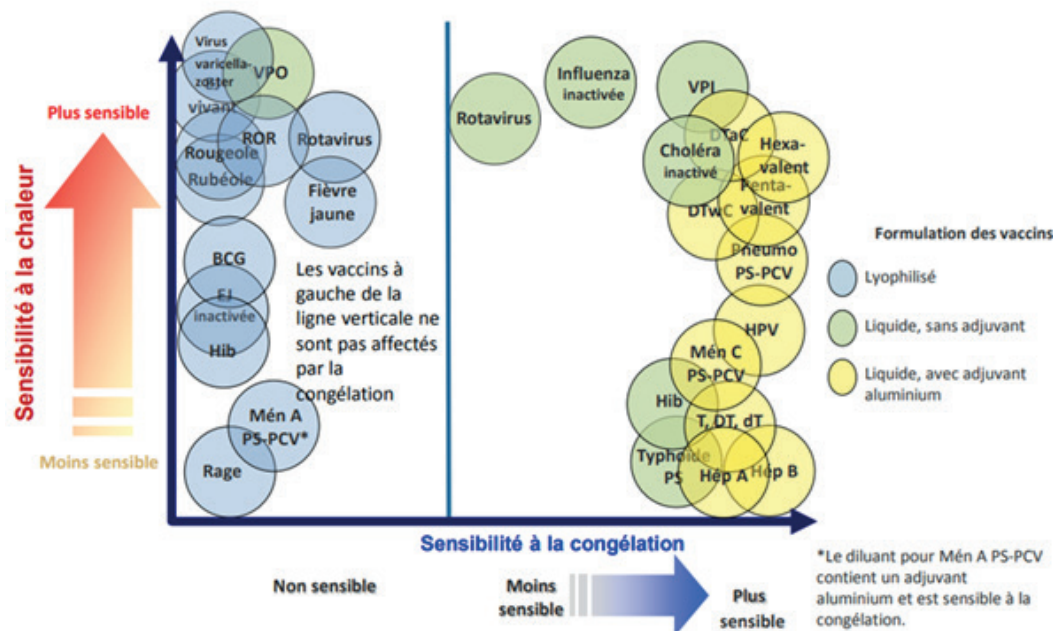 Plus sensible
Sensibilité à la chaleur
Moins sensible
Virus
varicella-
zoster
VPO
EJ
vivant
ROR
Rotavirus
Rougeole
Rubéole
Fièvre
jaune
BCG
EJ
inactivée
Hib
Les vaccins à
gauche de la
ligne verticale ne
sont pas affectés
par la
congélation
Mén A
PS-PCV*
Rage
Rotavirus
Influenza
inactivée
VPI
DTaC
Choléra
inactivé
Hexa-
valent
Penta-
valent
DTwC
Pneumo
PS-PCV
HPV
Mén C
PS-PCV
Hib
T, DT, dT
Typhoïde
PS
Hép A
Hép B
Formulation des vaccins
Lyophilisé
Liquide, sans adjuvant
Liquide, avec adjuvant
aluminium
Sensibilité à la congélation
Non sensible
Moins
sensible
Plus
sensible
*Le diluant pour Mén A PS-PCV
contient un adjuvant
aluminium et est sensible à la
congélation.